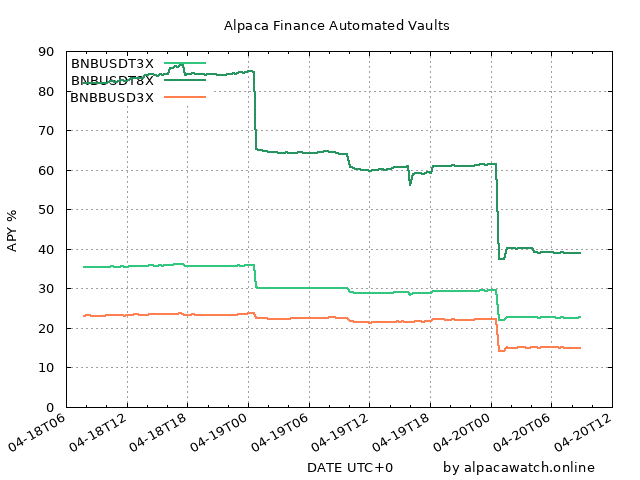 Alpaca Finance Automated Vaults
BNBUSDT3X
BNBUSDT8X
BNBBUSD3X
APY %
90
80
70
60
50
40
30
20
10
0
04-18T06 04-18T12 04-18T18 04-19T00 04-19T06 04-19T12 04-19T18 04-20T00 04-20T06 04-20T12
DATE UTC+0 by alpacawatch.online